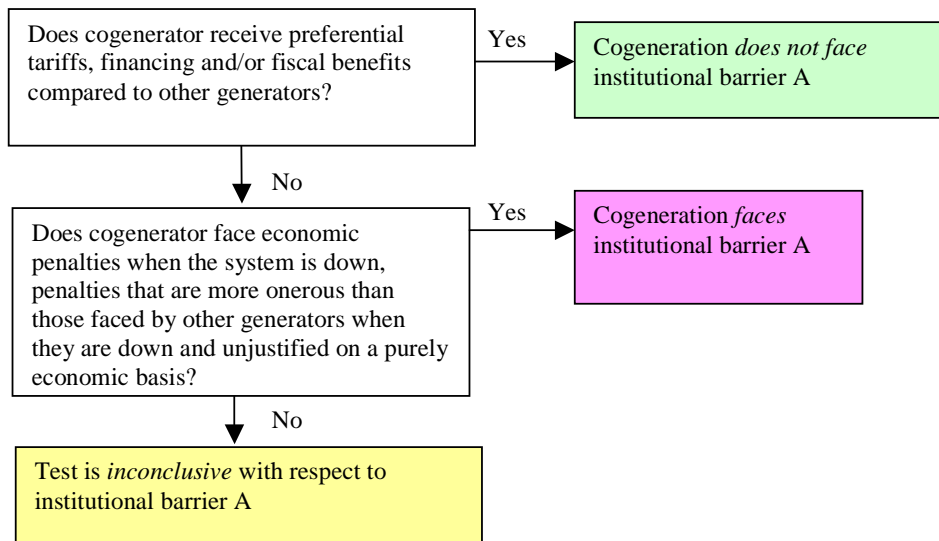 Does cogenerator receive preferential
tariffs, financing and/or fiscal benefits
compared to other generators?
Yes
Cogeneration does not face
institutional barrier A
No
Does cogenerator face economic
penalties when the system is down,
penalties that are more onerous than
those faced by other generators when
they are down and unjustified on a purely
economic basis?
Yes
Cogeneration faces
institutional barrier A
No
Test is inconclusive with respect to
institutional barrier A